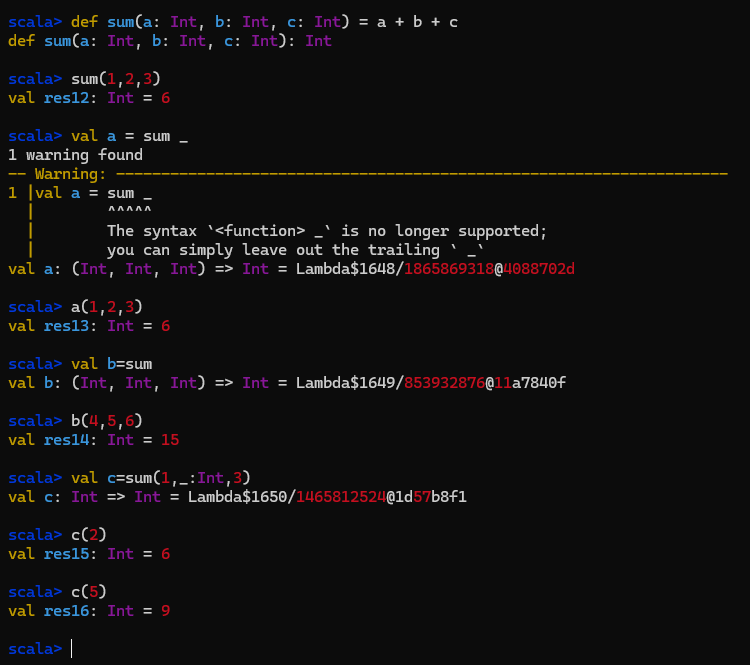 scala> def sum(a: Int, b: Int, c: Int) = a + b + c
def sum(a: Int, b: Int, c: Int): Int
scala> sum(1,2,3)
val res12: Int = 6
scala> val a = sum _
1 warning found
-- Warning: --------------------------------------------------------------------
1 |val a = sum _
  |        ^^^^^
  |        The syntax `<function> _` is no longer supported;
  |        you can simply leave out the trailing ` _`
val a: (Int, Int, Int) => Int = Lambda$1648/1865869318@4088702d
scala> a(1,2,3)
val res13: Int = 6
scala> val b=sum
val b: (Int, Int, Int) => Int = Lambda$1649/853932876@11a7840f
scala> b(4,5,6)
val res14: Int = 15
scala> val c=sum(1,_:Int,3)
val c: Int => Int = Lambda$1650/1465812524@1d57b8f1
scala> c(2)
val res15: Int = 6
scala> c(5)
val res16: Int = 9
scala>